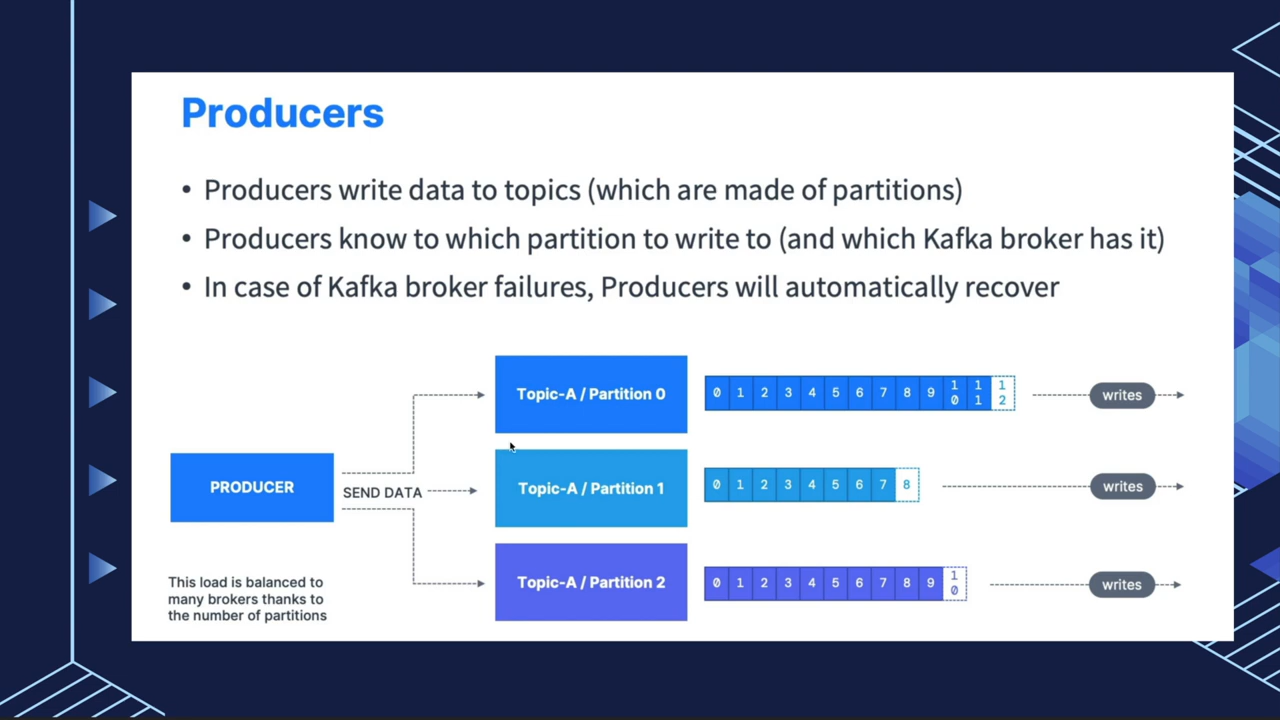 Producers
• Producers write data to topics (which are made of partitions)
• Producers know to which partition to write to (and which Kafka broker has it)
• In case of Kafka broker failures, Producers will automatically recover
Topic-A / Partition 0
0 1 2 3 4 5 6 7 8 9 10 11 12
writes
PRODUCER
SEND DATA
Topic-A / Partition 1
0 1 2 3 4 5 6 7 8
writes
Topic-A / Partition 2
0 1 2 3 4 5 6 7 8 9 10
writes
This load is balanced to
many brokers thanks to
the number of partitions